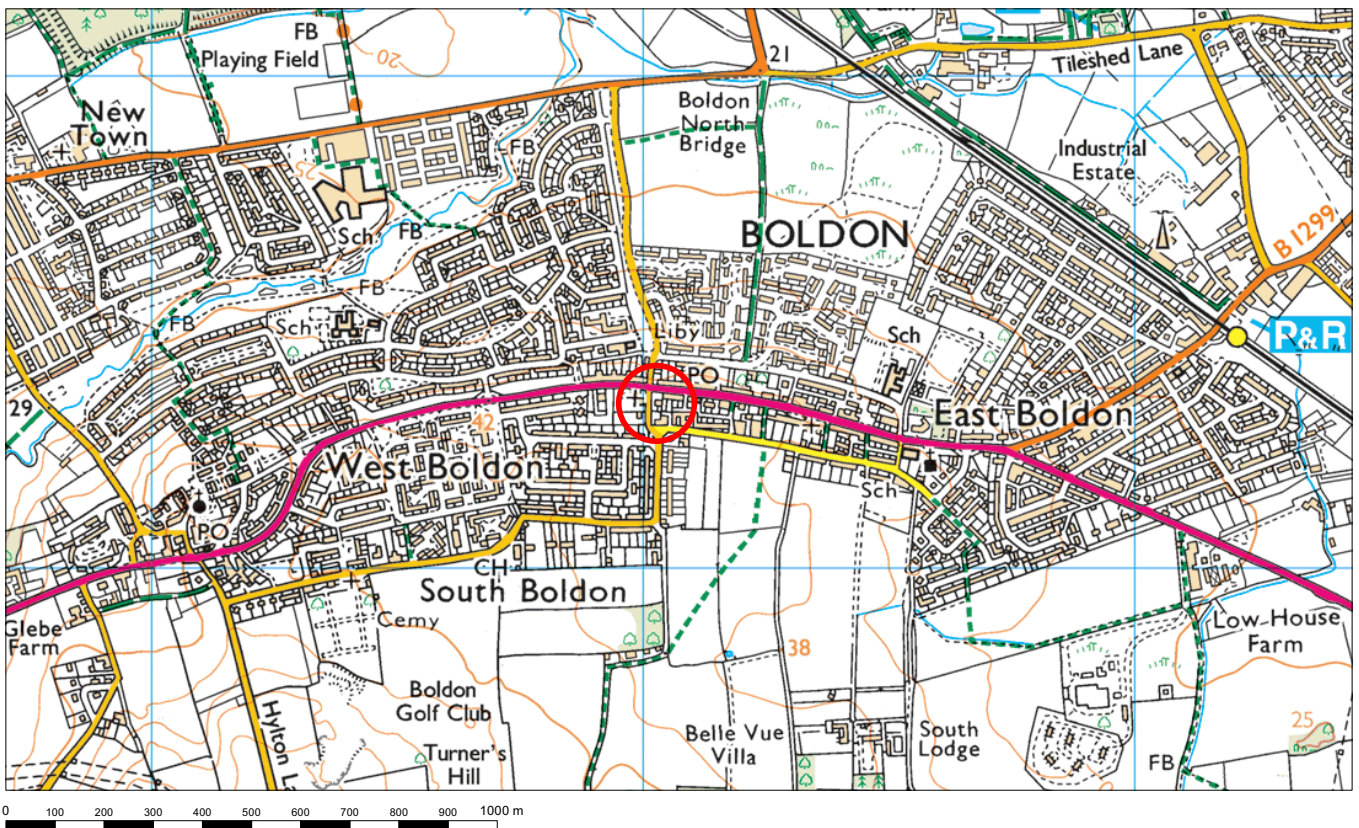 FB
Playing Field
20
21
Tileshed Lane
New
Town
Boldon
North
Bridge
FB
Industrial
Estate
25
Sch
FB
BOLDON
B 1299
FB
FB
Sch
Liby
Sch
P&R
PO
29
42
East Boldon
West Boldon
Sch
PO
CH
South Boldon
Cemy
Glebe
Farm
Low House
Farm
38
Boldon
Golf Club
Hylton La
Belle Vue
Villa
South
Lodge
25
Turner's
Hill
FB
0 100 200 300 400 500 600 700 800 900 1000 m